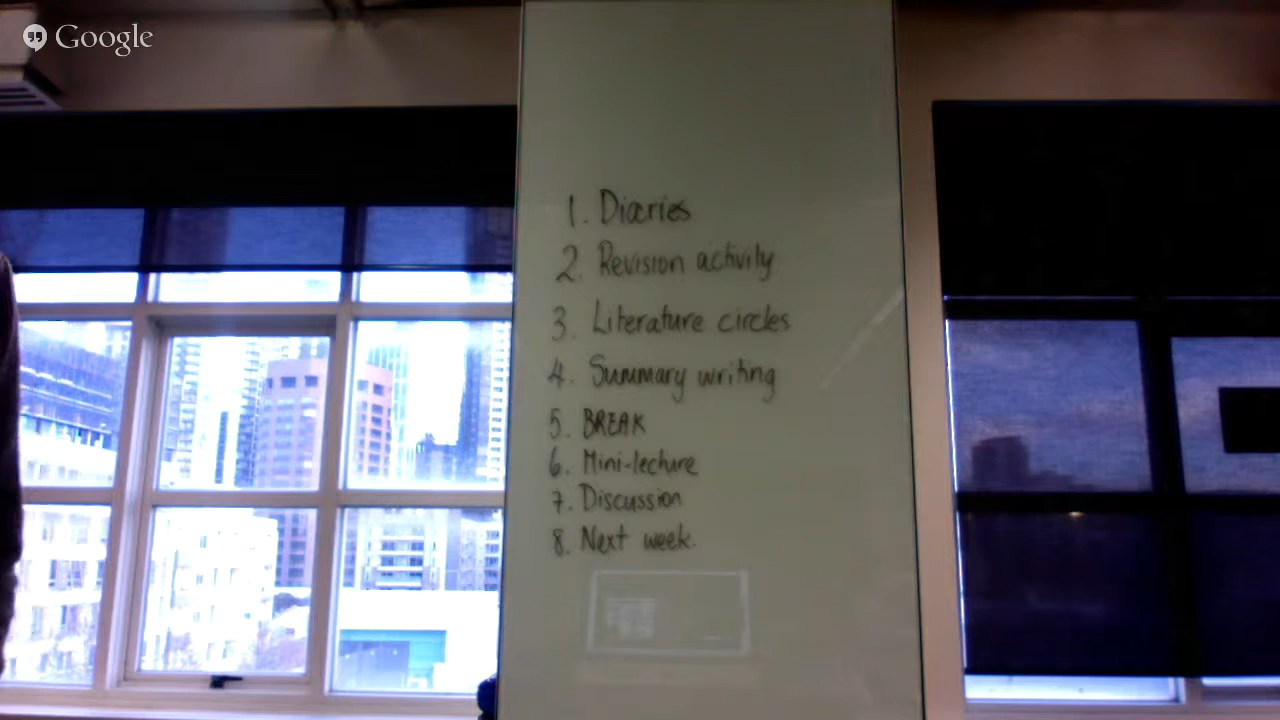 Google
1. Diaries
2. Revision activity
3. Literature circles
4. Summary writing
5. BREAK
6. Mini-lecture
7. Discussion
8. Next week.